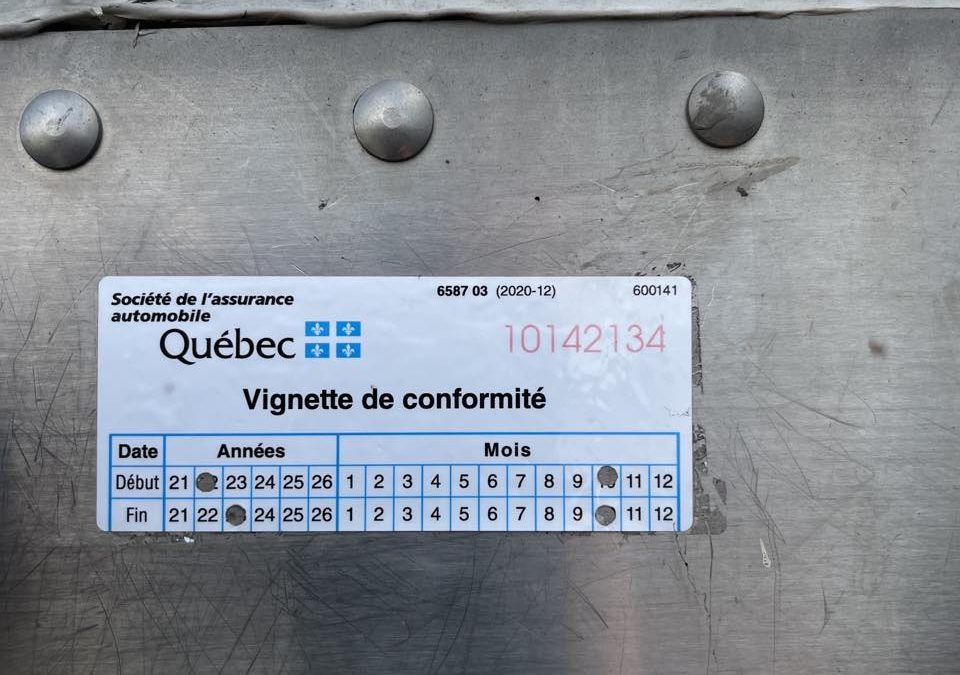 Société de l'assurance
automobile
Québec
6587 03 (2020-12) 600141
10142134
Vignette de conformité
Date Années Mois
Début 21 23 24 25 26 1 2 3 4 5 6 7 8 9 11 12
Fin 21 22 24 25 26 1 2 3 4 5 6 7 8 9 11 12